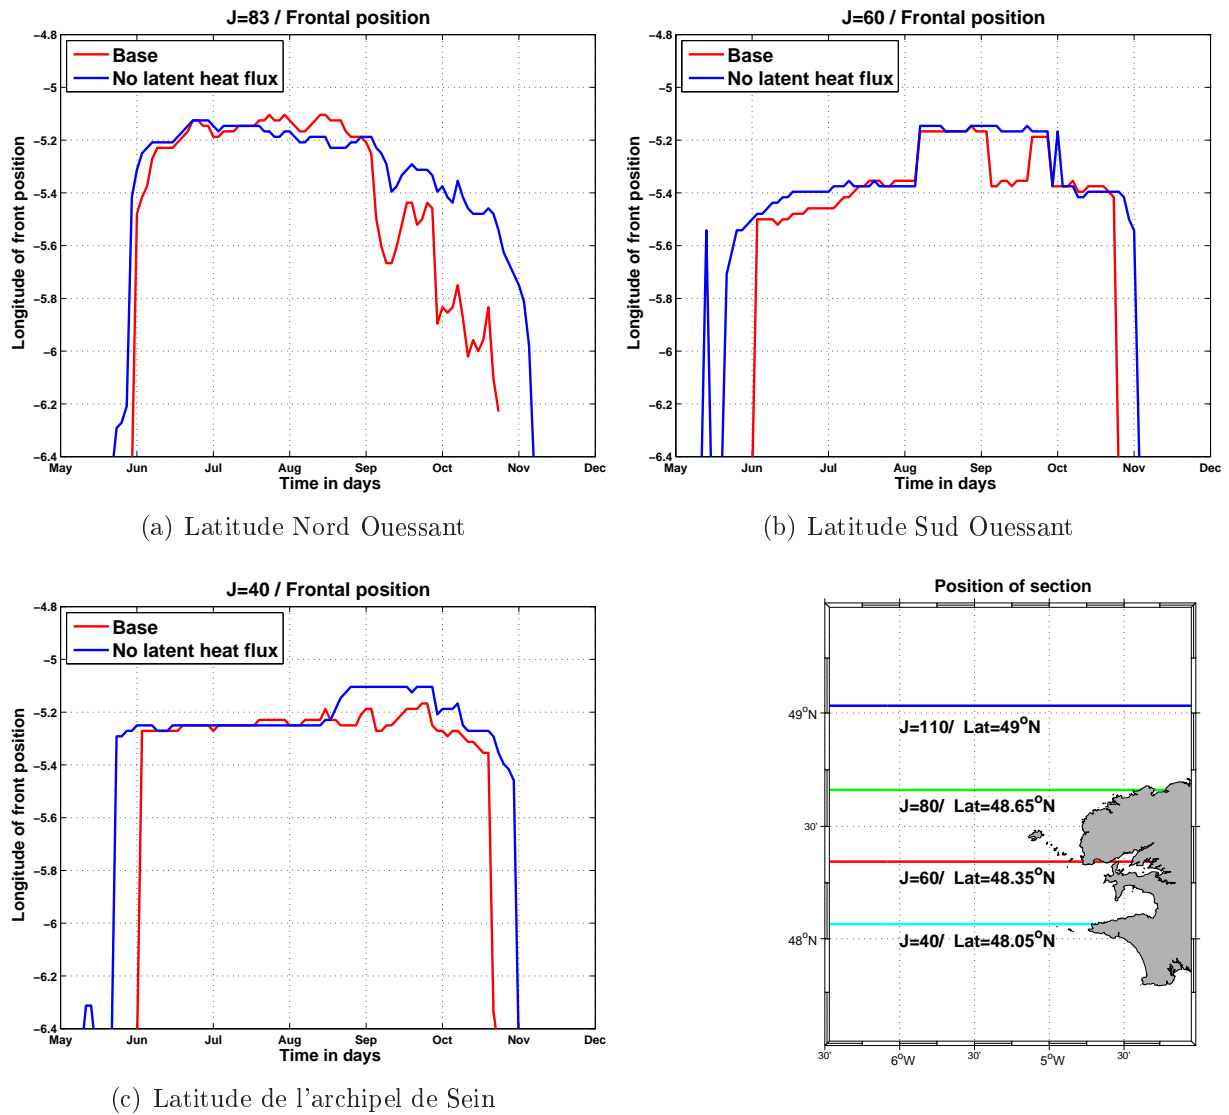 J=83 / Frontal position
Base
No latent heat flux
Longitude of front position
−4.8
−5
−5.2
−5.4
−5.6
−5.8
−6
−6.2
−6.4
May Jun Jul Aug Sep Oct Nov Dec
Time in days
(a) Latitude Nord Ouessant
J=60 / Frontal position
Base
No latent heat flux
Longitude of front position
−4.8
−5
−5.2
−5.4
−5.6
−5.8
−6
−6.2
−6.4
May Jun Jul Aug Sep Oct Nov Dec
Time in days
(b) Latitude Sud Ouessant
J=40 / Frontal position
Base
No latent heat flux
Longitude of front position
−4.8
−5
−5.2
−5.4
−5.6
−5.8
−6
−6.2
−6.4
May Jun Jul Aug Sep Oct Nov Dec
Time in days
(c) Latitude de l'archipel de Sein
Position of section
49°N
J=110/ Lat=49°N
J=80/ Lat=48.65°N
30'
J=60/ Lat=48.35°N
48°N
J=40/ Lat=48.05°N
30' 6°W 30' 5°W 30'